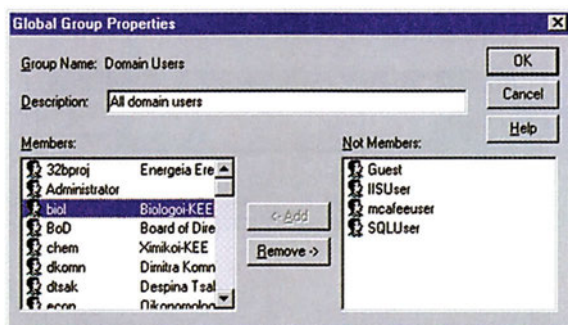 Global Group Properties
Group Name: Domain Users
OK
Description: All domain users
Cancel
Help
Members:
32bproj Energeia Ere
Administrator
biol Biologoi-KEE
BoD Board of Dire
chem Ximikoi-KEE
dkomn Dimitra Komn
dtsak Despina Tsal
econ Oikonomolog
<-Add
Remove ->
Not Members:
Guest
IISUser
mcafeeuser
SQLUser